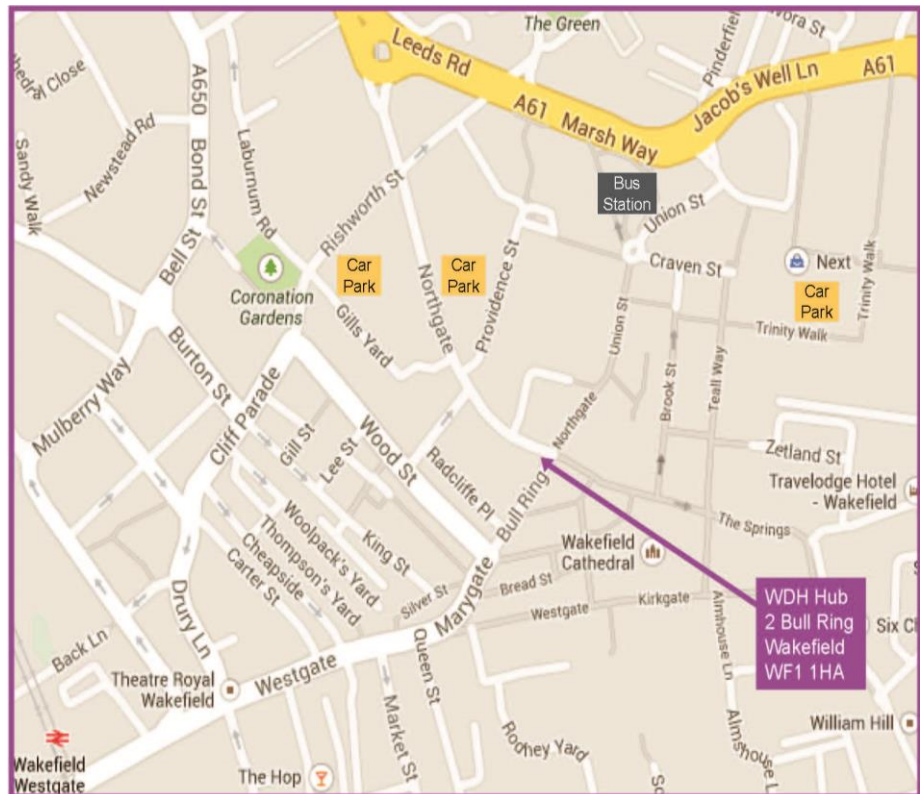 The Green
Leeds Rd
A61
Marsh Way
Jacob's Well Ln
A61
Pinderfie
vora St
thedral Close
A650
Bond St
Newstead Rd
Sandy Walk
Laburnum Rd
Rishworth St
Bell St
Coronation
Gardens
Car
Park
Car
Park
Northgate
Providence St
Gills Yard
Bus
Station
Union St
Craven St
Next
Car
Park
Trinity Walk
Trinity Walk
Union St
Brook St
Teall Way
Northgate
Zetland St
Travelodge Hotel
- Wakefield
The Springs
Mulberry Way
Burton St
Cliff Parade
Gill St
Lee St
Wood St
Radcliffe Pl
Bull Ring
Woolpack's Yard
Thompson's Yard
Cheapside
Carter St
King St
Silver St
Marygate
Bread St
Wakefield
Cathedral
Westgate
Kirkgate
Almhouse Ln
WDH Hub
2 Bull Ring
Wakefield
WF1 1HA
Six Cl
Drury Ln
Back Ln
Theatre Royal
Wakefield
Westgate
Queen St
Market St
Rodney Yard
Almshouse L
William Hill
Wakefield
Westgate
The Hop